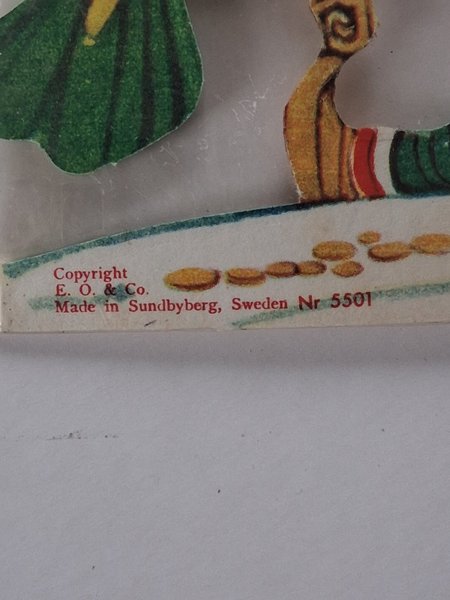 Copyright
E. O. & Co.
Made in Sundbyberg, Sweden Nr 5501